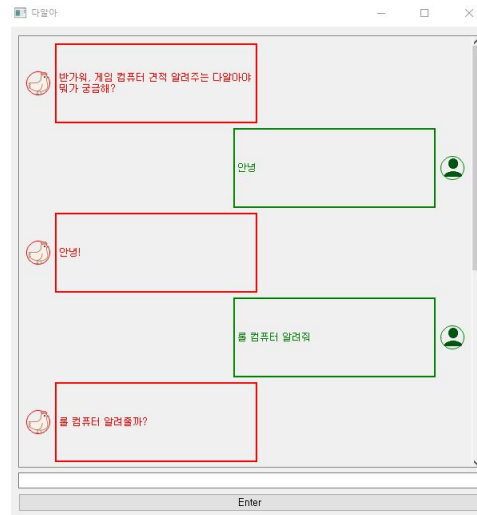 다알아
반가워, 게임 컴퓨터 견적 알려주는 다알아야
뭐가 궁금해?
안녕
안녕!
롤 컴퓨터 알려줘
롤 컴퓨터 알려줄까?
Enter